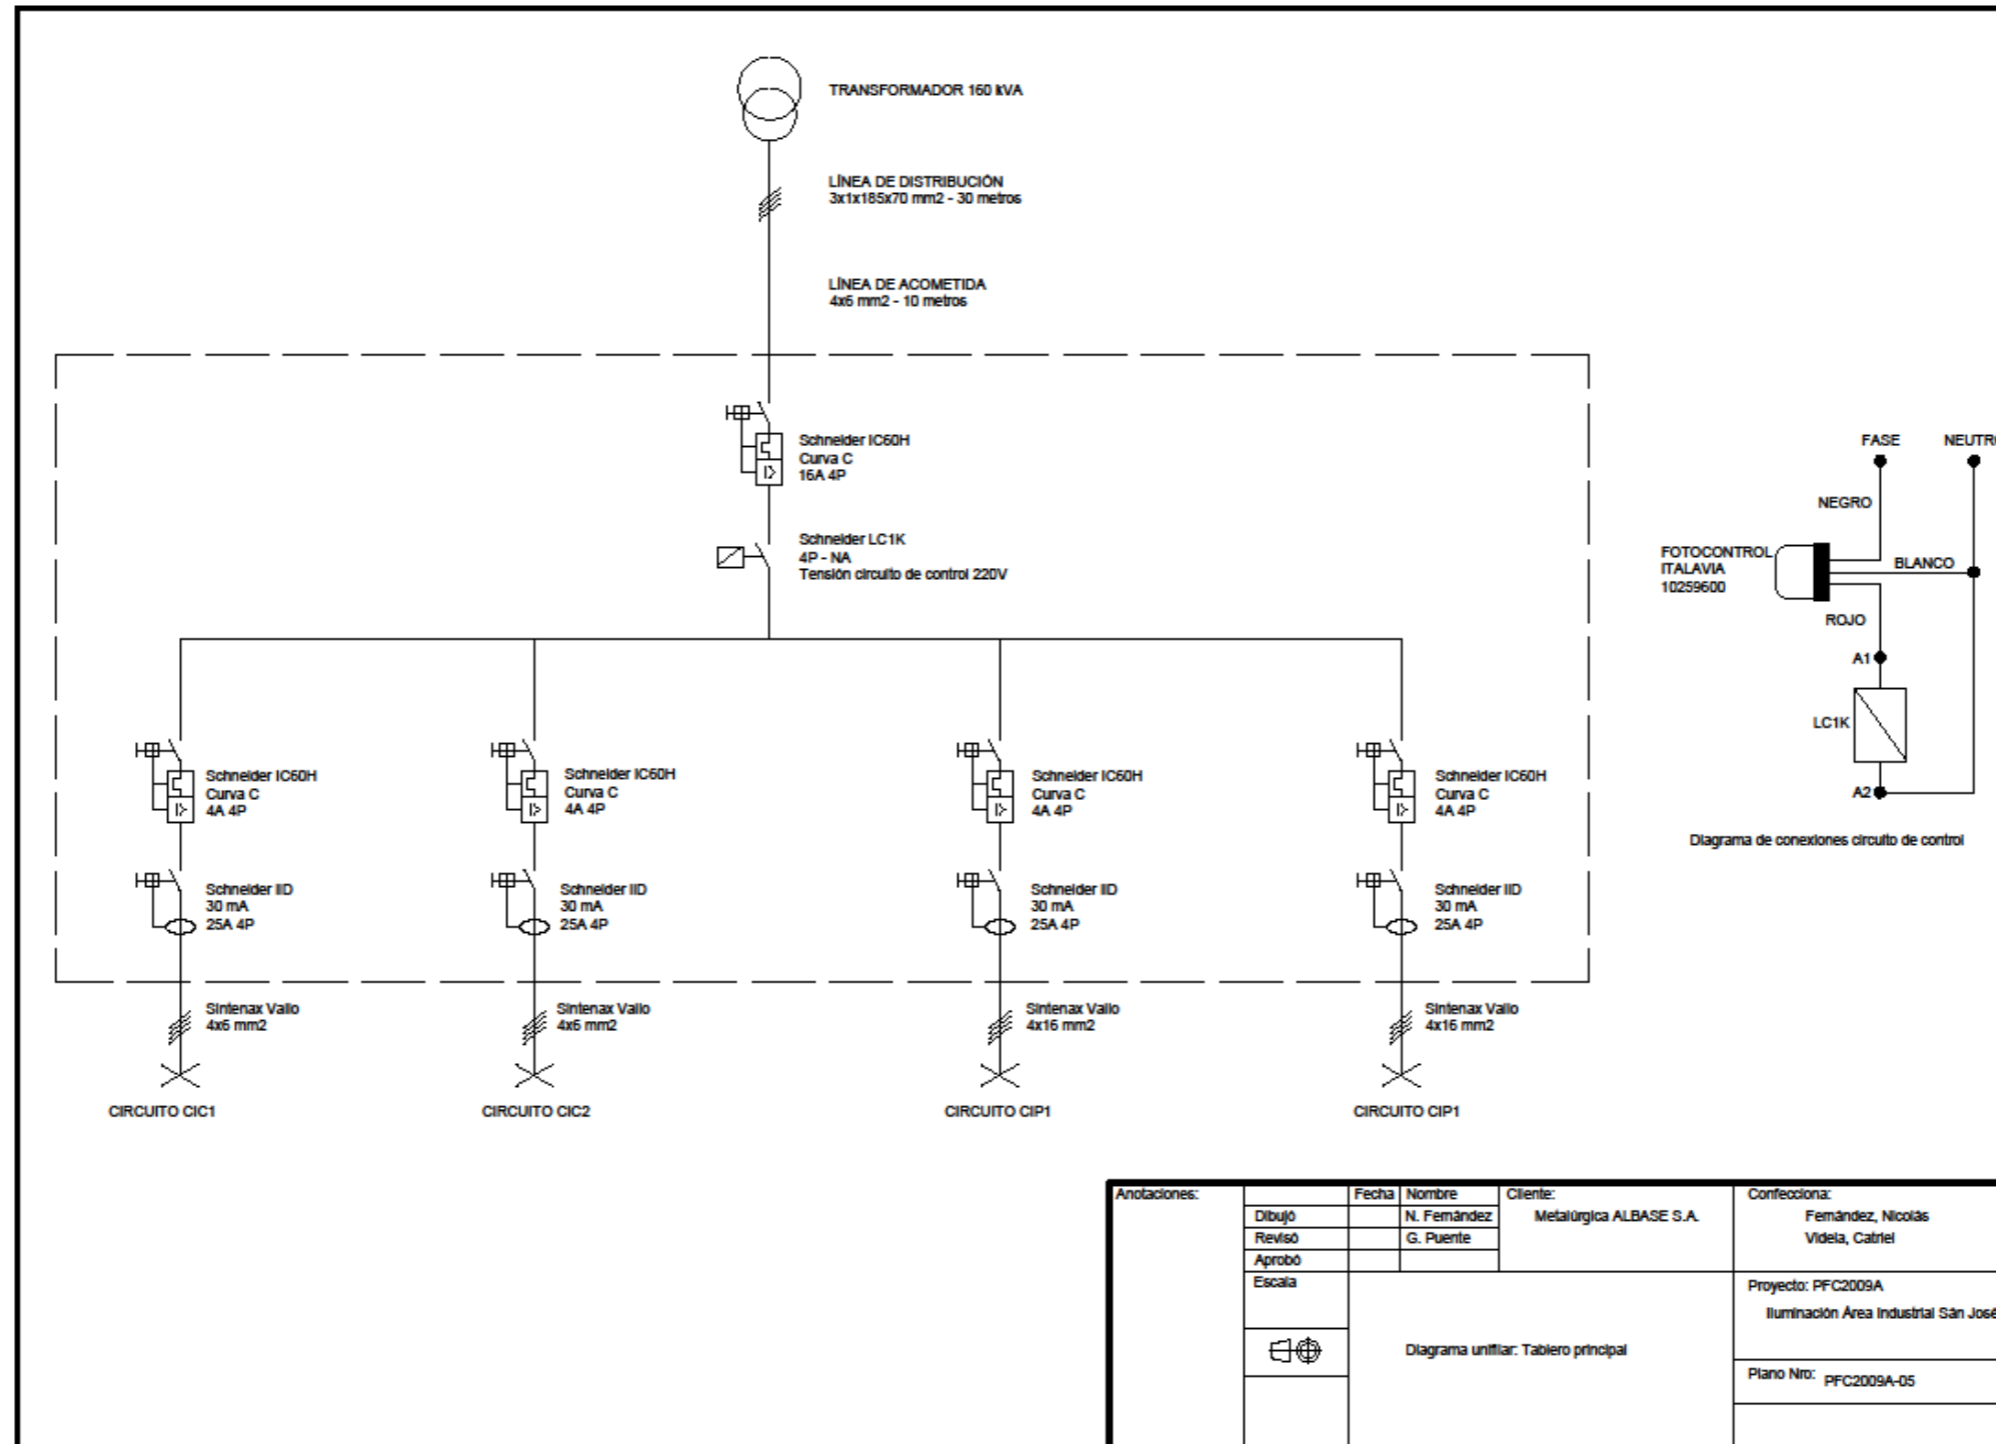 TRANSFORMADOR 160 kVA
LÍNEA DE DISTRIBUCIÓN
3x1x185x70 mm2 - 30 metros
LÍNEA DE ACOMETIDA
4x6 mm2 - 10 metros
Schneider IC60H
Curva C
16A 4P
Schneider LC1K
4P - NA
Tensión circuito de control 220V
Schneider IC60H
Curva C
4A 4P
Schneider IC60H
Curva C
4A 4P
Schneider IC60H
Curva C
4A 4P
Schneider IC60H
Curva C
4A 4P
Schneider IID
30 mA
25A 4P
Schneider IID
30 mA
25A 4P
Schneider IID
30 mA
25A 4P
Schneider IID
30 mA
25A 4P
Sintenax Valio
4x6 mm2
Sintenax Valio
4x6 mm2
Sintenax Valio
4x16 mm2
Sintenax Valio
4x16 mm2
CIRCUITO CIC1
CIRCUITO CIC2
CIRCUITO CIP1
CIRCUITO CIP1
FASE
NEUTRO
NEGRO
FOTOCONTROL
ITALAVIA
10259600
BLANCO
ROJO
A1
LC1K
A2
Diagrama de conexiones circuito de control
Anotaciones:
Fecha
Nombre
Cliente:
Confecciona:
Dibujó
N. Fernández
Metalúrgica ALBASE S.A.
Fernández, Nicolás
Revisó
G. Puente
Videla, Catriel
Aprobó
Escala
Proyecto: PFC2009A
Iluminación Área Industrial Sán José
Diagrama unifilar: Tablero principal
Plano Nro: PFC2009A-05